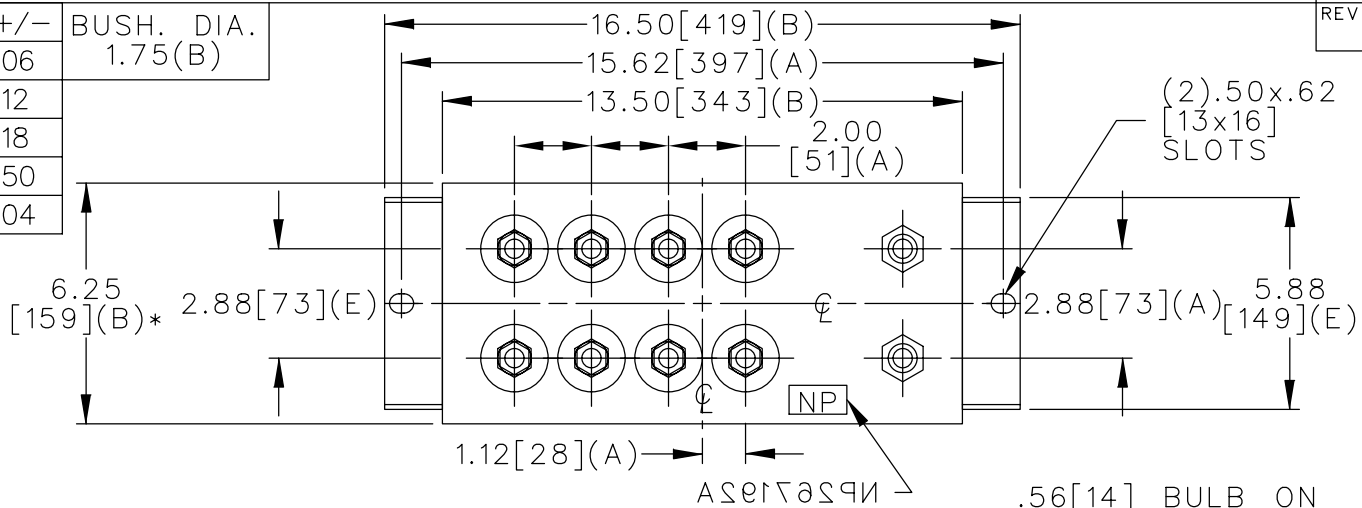 +/-
06
12
18
50
04
BUSH. DIA.
1.75(B)
16.50[419](B)
15.62[397](A)
13.50[343](B)
2.00
[51](A)
REV
(2).50x.62
[13x16]
SLOTS
6.25
[159](B)*
2.88[73](E)
℄
2.88[73](A)
5.88
[149](E)
℄
NP
1.12[28](A)
NP267192A
.56[14] BULB ON